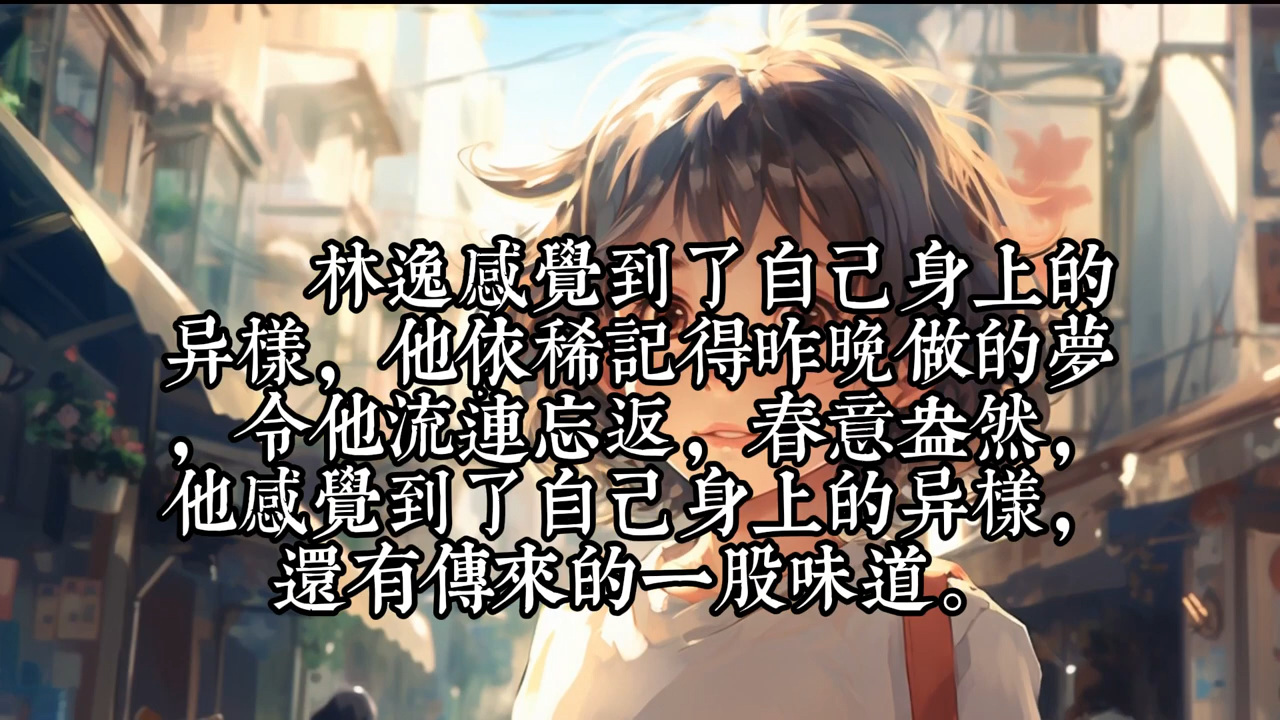 林逸感覺到了自己身上的
异樣，他依稀記得昨晚做的夢
，令他流連忘返，春意盎然，
他感覺到了自己身上的异樣，
還有傳來的一股味道。